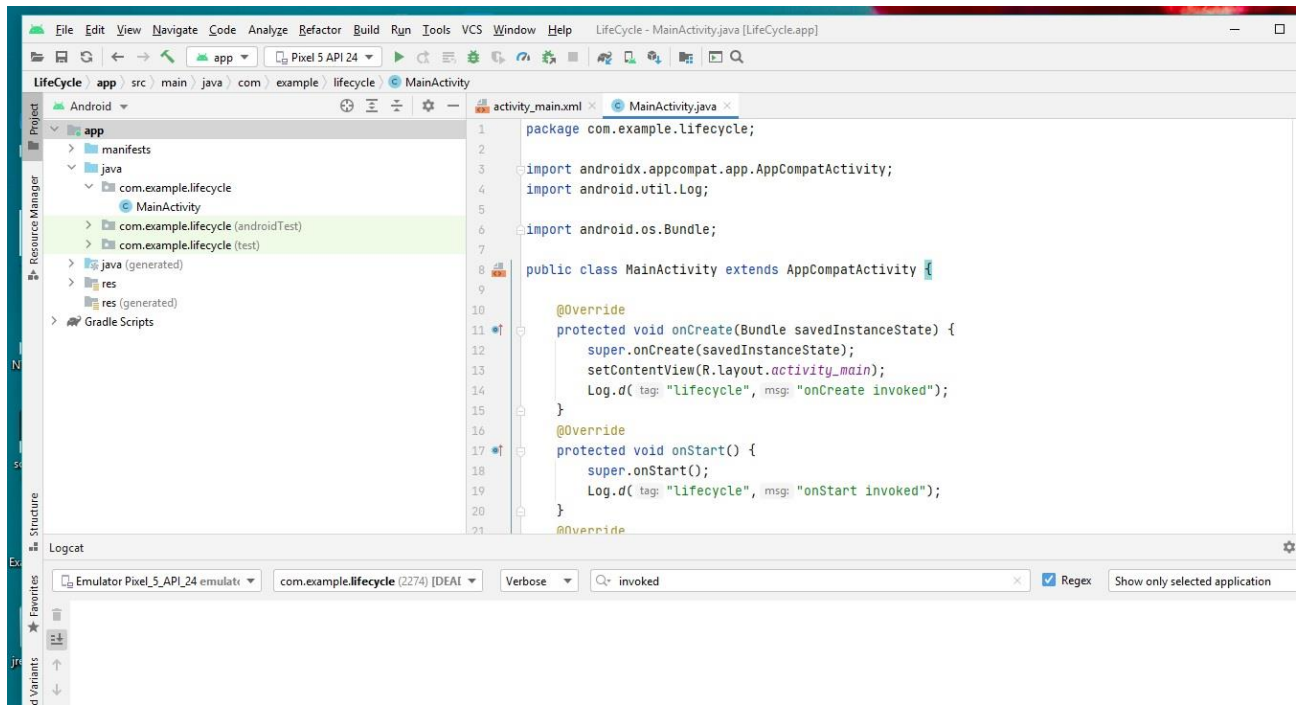 File Edit View Navigate Code Analyze Refactor Build Run Tools VCS Window Help LifeCycle - MainActivity.java [LifeCycle.app]
app Pixel 5 API 24
LifeCycle app src main java com example lifecycle MainActivity
Project
Resource Manager
Structure
Favorites
Android
app
manifests
java
com.example.lifecycle
MainActivity
com.example.lifecycle (androidTest)
com.example.lifecycle (test)
java (generated)
res
res (generated)
Gradle Scripts
activity_main.xml MainActivity.java
1 package com.example.lifecycle;
2
3 import androidx.appcompat.app.AppCompatActivity;
4 import android.util.Log;
5
6 import android.os.Bundle;
7
8 public class MainActivity extends AppCompatActivity {
9
10 @Override
11 protected void onCreate(Bundle savedInstanceState) {
12 super.onCreate(savedInstanceState);
13 setContentView(R.layout.activity_main);
14 Log.d( tag: "lifecycle", msg: "onCreate invoked");
15 }
16 @Override
17 protected void onStart() {
18 super.onStart();
19 Log.d( tag: "lifecycle", msg: "onStart invoked");
20 }
21 @Override
Logcat
Emulator Pixel_5_API_24 emulat com.example.lifecycle (2274) [DEA Verbose invoked Regex Show only selected application
d Variants